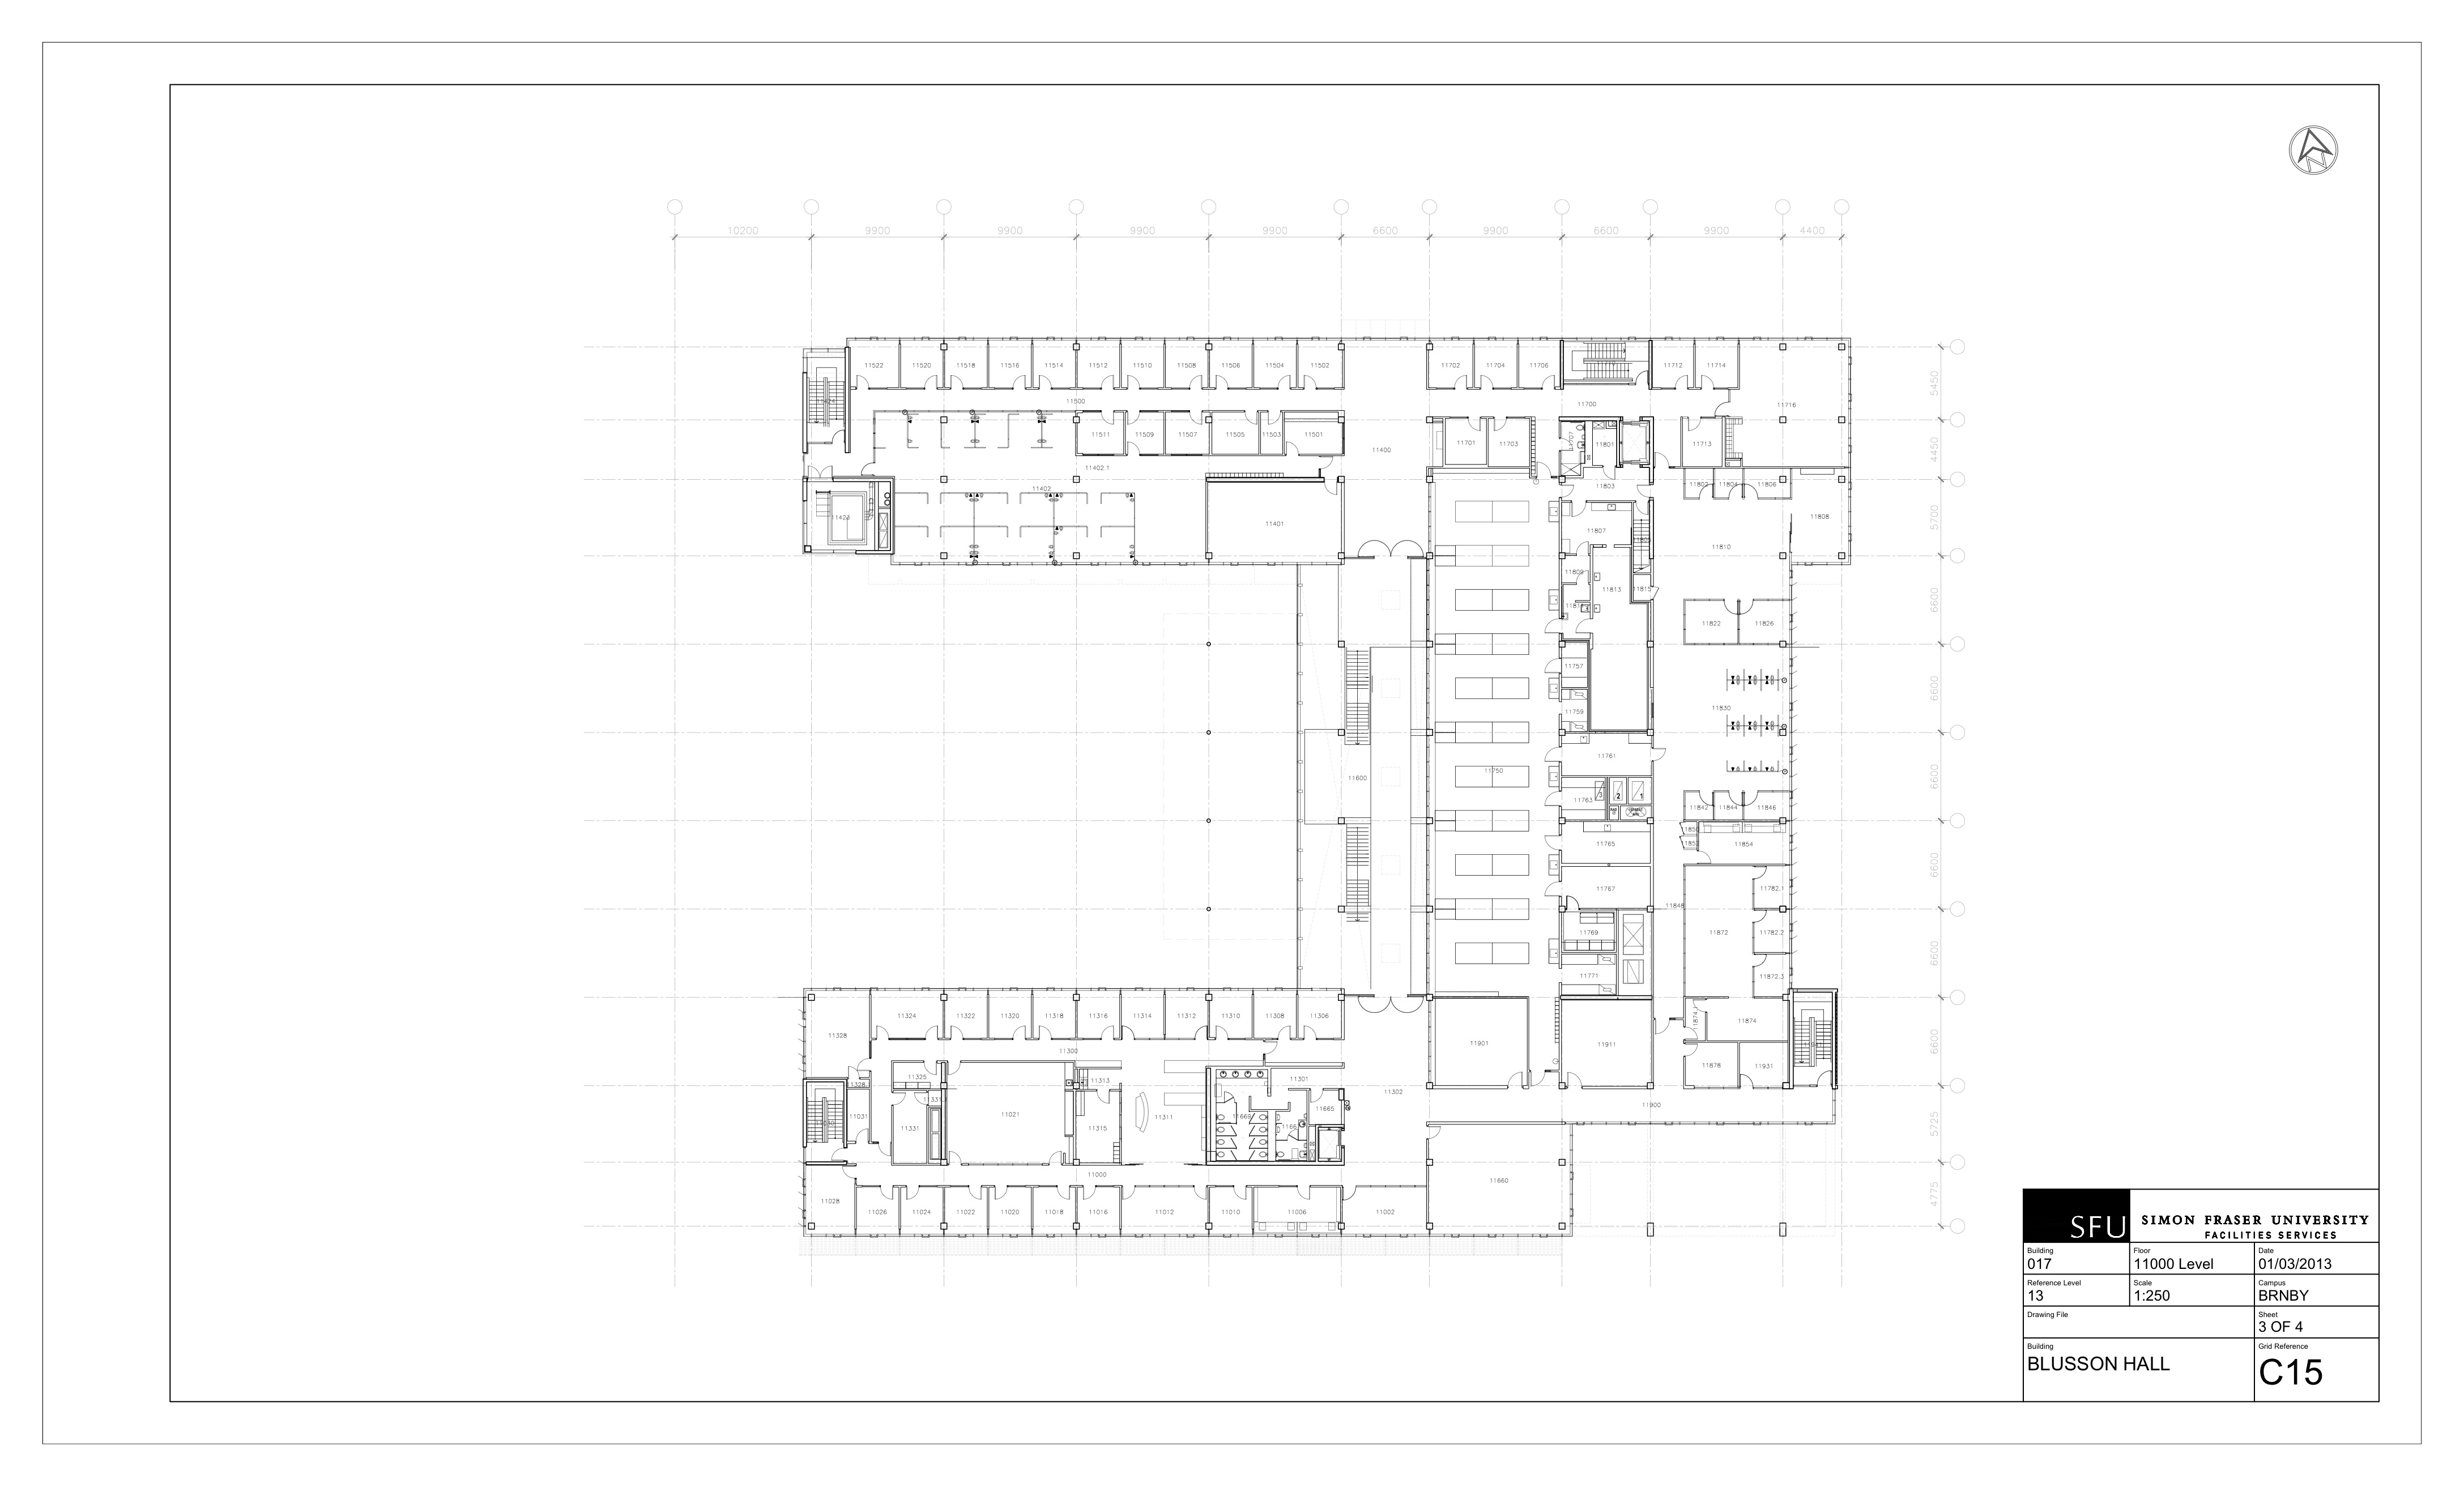 10200 9900 9900 9900 9900 6600 9900 6600 9900 4400
5450
4450
5700
6600
6600
6600
6600
6600
6600
5725
4775
11522 11520 11518 11516 11514 11512 11510 11508 11506 11504 11502 11702 11704 11706 11712 11714
11500 11700 11716
11511 11509 11507 11505 11503 11501 11400 11701 11703 11707 11801 11713
11402.1
11402 11803 11802 11804 11806
11401 11807 11808
11810
11809 11813 11815
11822 11826
11757
11759 11830
11761
11600 11750
11763 3 2 1 11842 11844 11846
11765 11850 11854
11767 11782.1
11848
11769 11872 11782.2
11771 11872.3
11324 11322 11320 11318 11316 11314 11312 11310 11308 11306
11328 11874
11300 11901 11911
11325 11313 11301 11878 11931
11331 11302 11900
11031 11021 11315 11311 11669 11665
11000
11028 11026 11024 11022 11020 11018 11016 11012 11010 11006 11002 11660
SFU SIMON FRASER UNIVERSITY
FACILITIES SERVICES
Building Floor Date
017 11000 Level 01/03/2013
Reference Level Scale Campus
13 1:250 BRNBY
Drawing File Sheet
3 OF 4
Building Grid Reference
BLUSSON HALL C15